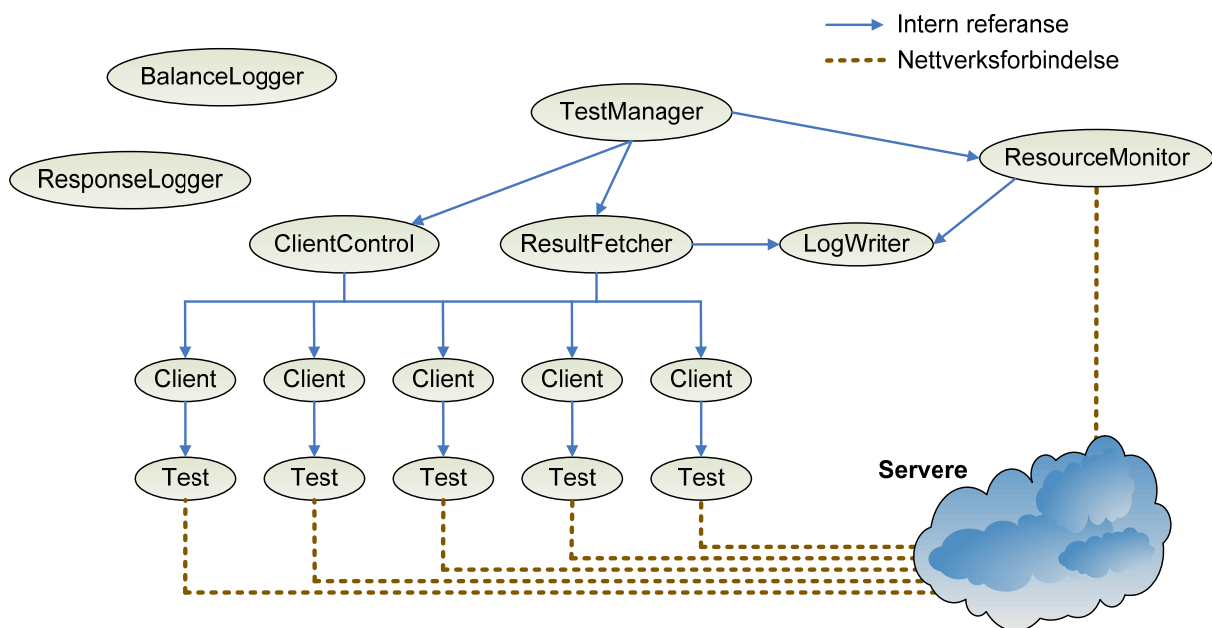 Intern referanse
Nettverksforbindelse
BalanceLogger
TestManager
ResourceMonitor
ResponseLogger
ClientControl
ResultFetcher
LogWriter
Client
Client
Client
Client
Client
Test
Test
Test
Test
Test
Servere